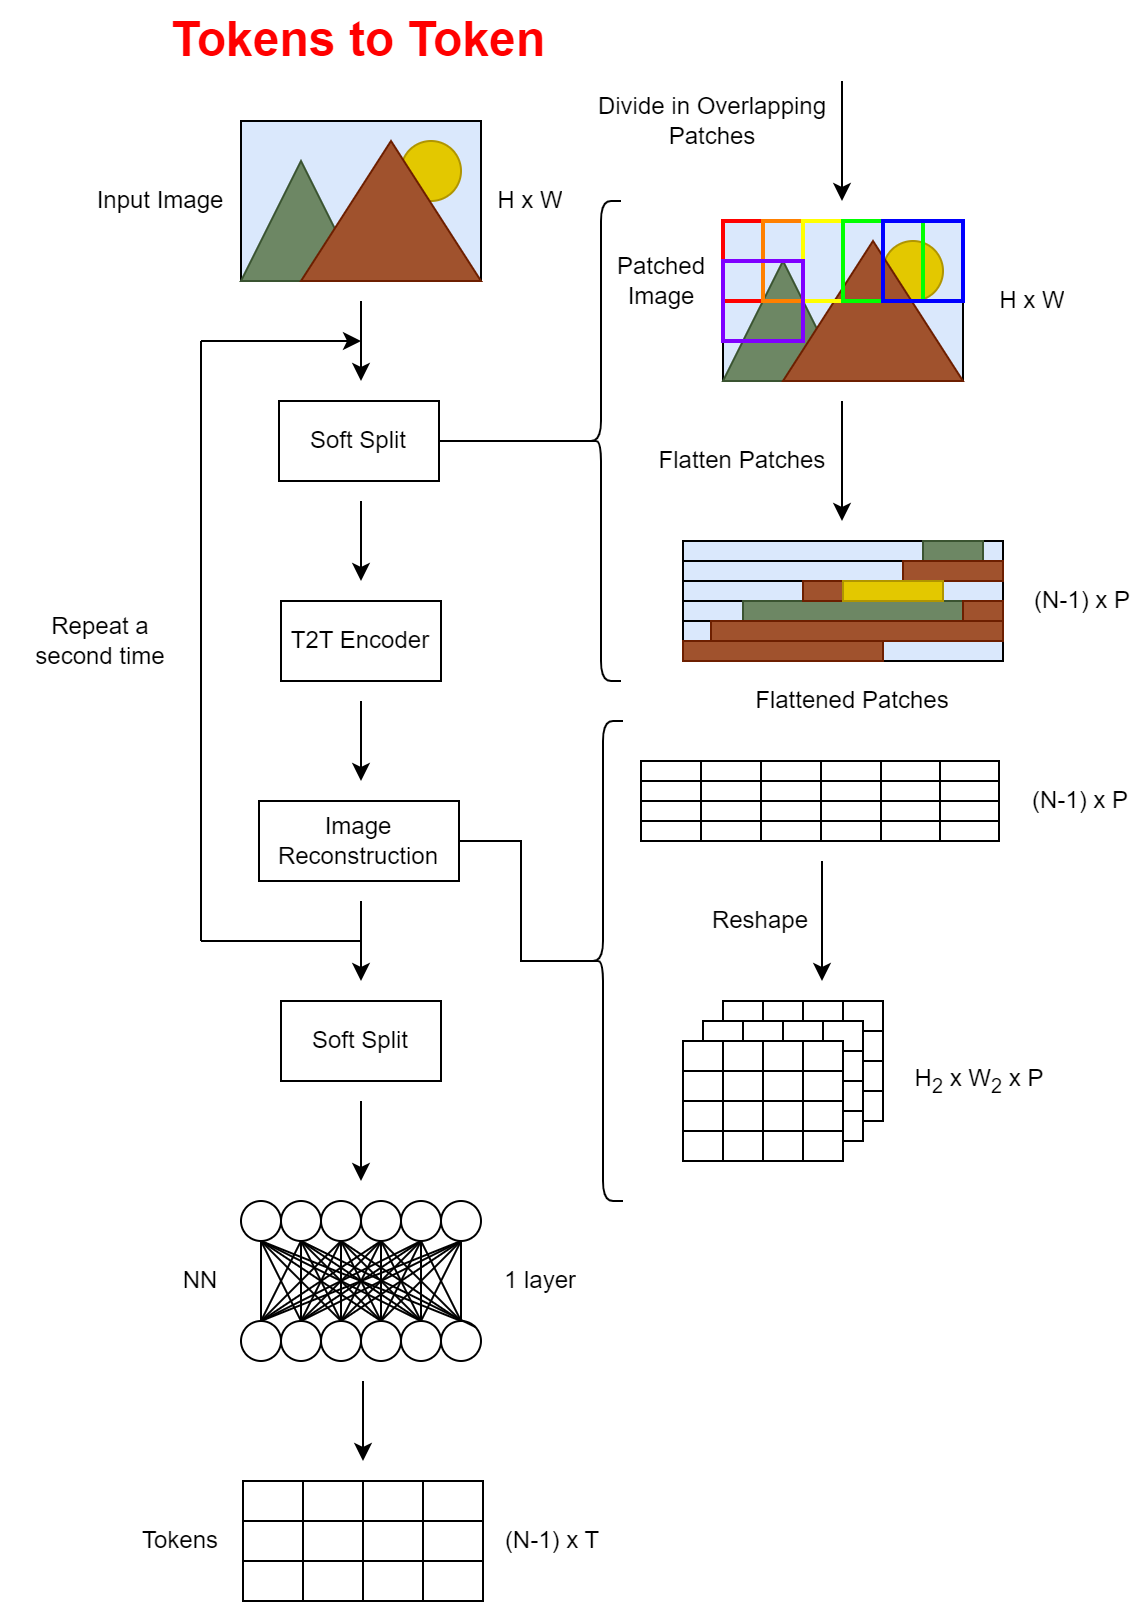 Tokens to Token
Input Image
H x W
Soft Split
T2T Encoder
Repeat a
second time
Image
Reconstruction
Soft Split
NN
1 layer
Tokens
(N-1) x T
Divide in Overlapping
Patches
Patched
Image
H x W
Flatten Patches
(N-1) x P
Flattened Patches
(N-1) x P
Reshape
H₂ x W₂ x P